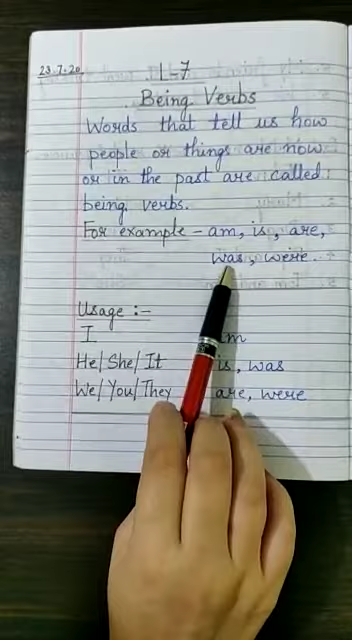 23.7.20
L-7
Being Verbs
Words that tell us how
people or things are now
or in the past are called
being verbs.
For example - am, is, are,
was, were.
Usage :-
I am
He/She/It is, was
We/You/They are, were